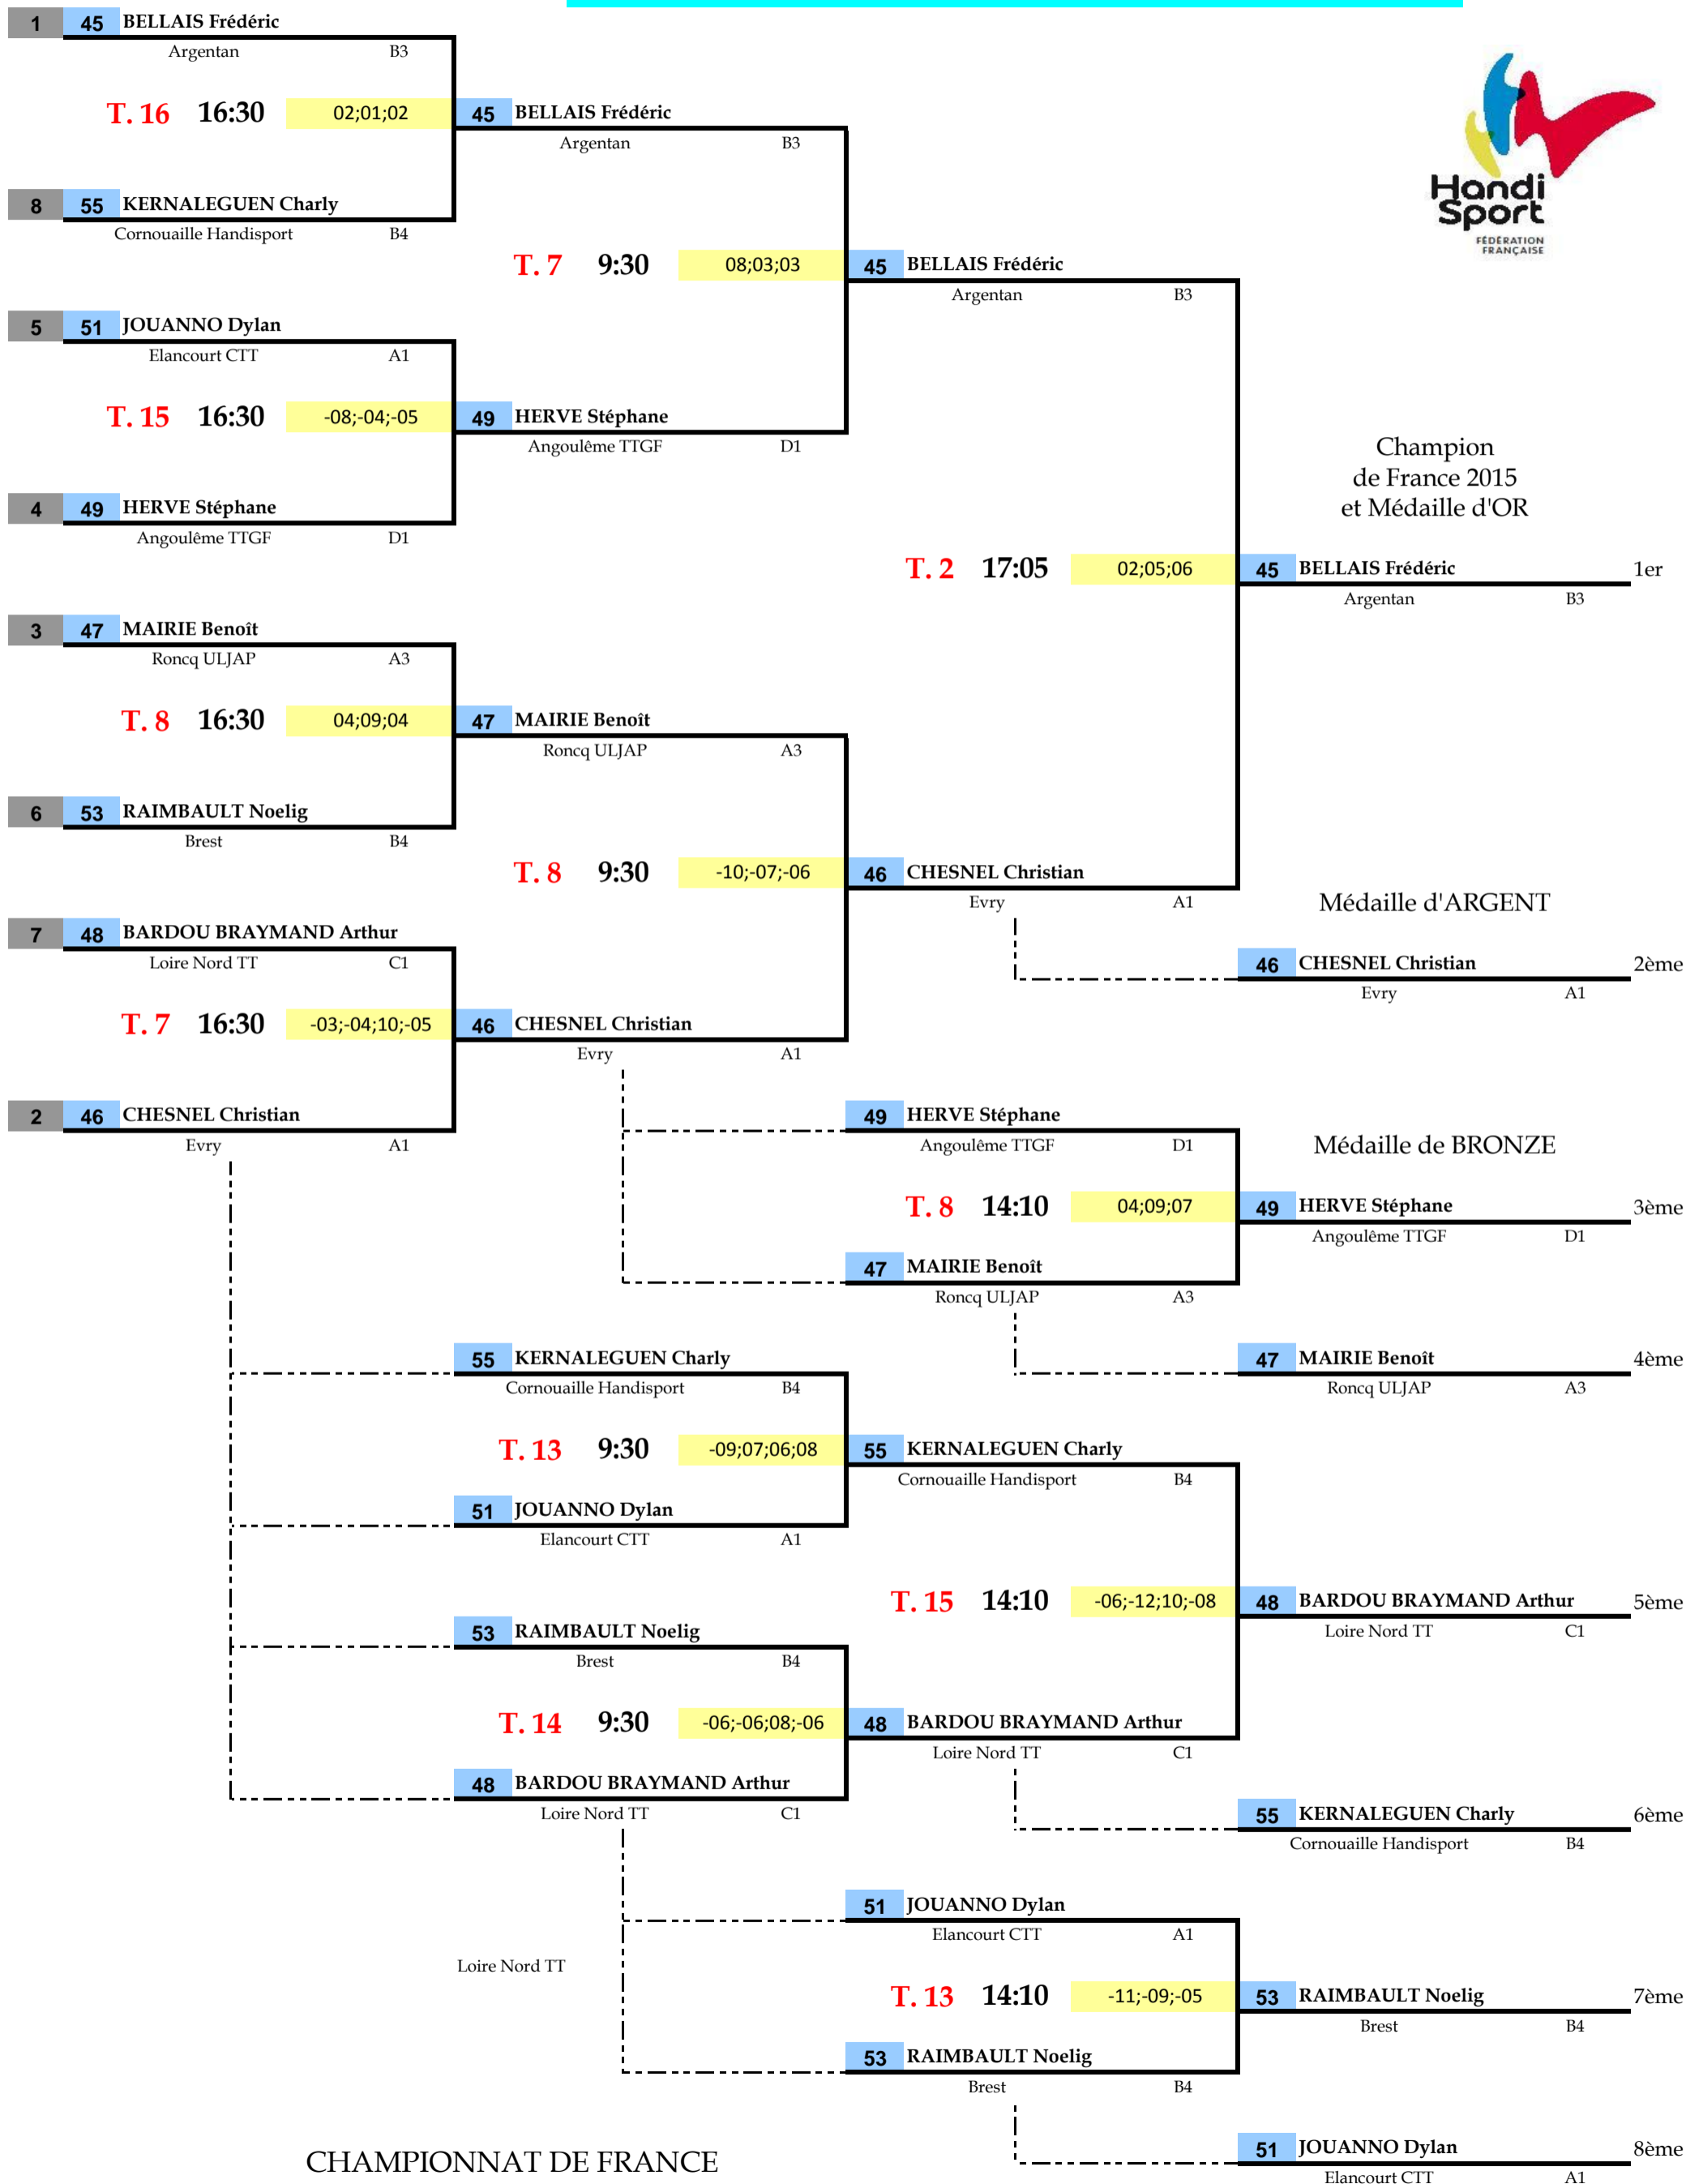 1 45 BELLAIS Frédéric
Argentan B3
T. 16 16:30 02;01;02 45 BELLAIS Frédéric
Argentan B3
8 55 KERNALEGUEN Charly
Cornouaille Handisport B4
Handi
Sport
FÉDÉRATION
FRANÇAISE
T. 7 9:30 08;03;03 45 BELLAIS Frédéric
Argentan B3
5 51 JOUANNO Dylan
Elancourt CTT A1
T. 15 16:30 -08;-04;-05 49 HERVE Stéphane
Angoulême TTGF D1
Champion
de France 2015
et Médaille d'OR
4 49 HERVE Stéphane
Angoulême TTGF D1
T. 2 17:05 02;05;06 45 BELLAIS Frédéric 1er
Argentan B3
3 47 MAIRIE Benoît
Roncq ULJAP A3
T. 8 16:30 04;09;04 47 MAIRIE Benoît
Roncq ULJAP A3
6 53 RAIMBAULT Noelig
Brest B4
T. 8 9:30 -10;-07;-06 46 CHESNEL Christian
Evry A1
Médaille d'ARGENT
7 48 BARDOU BRAYMAND Arthur
Loire Nord TT C1
46 CHESNEL Christian 2ème
Evry A1
T. 7 16:30 -03;-04;10;-05 46 CHESNEL Christian
Evry A1
2 46 CHESNEL Christian
Evry A1
49 HERVE Stéphane
Angoulême TTGF D1
Médaille de BRONZE
T. 8 14:10 04;09;07 49 HERVE Stéphane 3ème
Angoulême TTGF D1
47 MAIRIE Benoît
Roncq ULJAP A3
55 KERNALEGUEN Charly
Cornouaille Handisport B4
47 MAIRIE Benoît 4ème
Roncq ULJAP A3
T. 13 9:30 -09;07;06;08 55 KERNALEGUEN Charly
Cornouaille Handisport B4
51 JOUANNO Dylan
Elancourt CTT A1
T. 15 14:10 -06;-12;10;-08 48 BARDOU BRAYMAND Arthur 5ème
Loire Nord TT C1
53 RAIMBAULT Noelig
Brest B4
T. 14 9:30 -06;-06;08;-06 48 BARDOU BRAYMAND Arthur
Loire Nord TT C1
48 BARDOU BRAYMAND Arthur
Loire Nord TT C1
55 KERNALEGUEN Charly 6ème
Cornouaille Handisport B4
51 JOUANNO Dylan
Elancourt CTT A1
Loire Nord TT
T. 13 14:10 -11;-09;-05 53 RAIMBAULT Noelig 7ème
Brest B4
53 RAIMBAULT Noelig
Brest B4
51 JOUANNO Dylan 8ème
Elancourt CTT A1
CHAMPIONNAT DE FRANCE